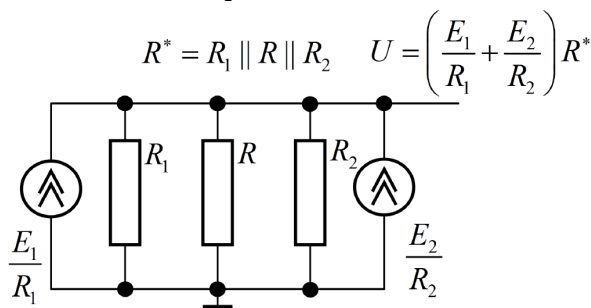 R* = R₁ || R || R₂
U = (E₁/R₁ + E₂/R₂) R*
R₁
R
R₂
E₁/R₁
E₂/R₂